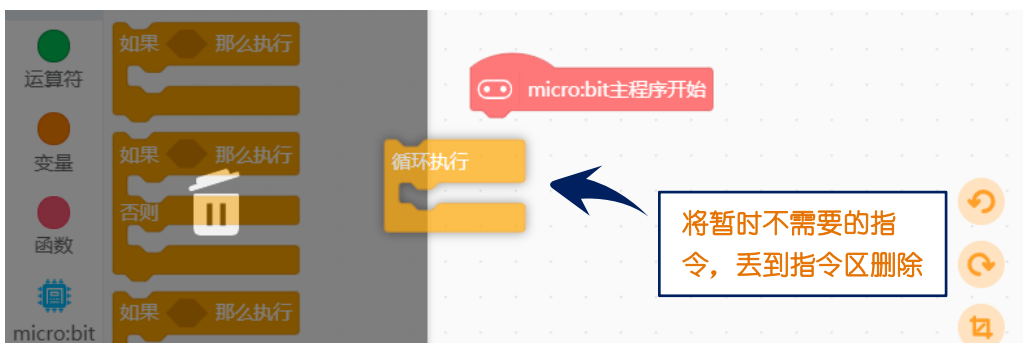 运算符
变量
函数
micro:bit
如果 那么执行
如果 那么执行
否则
如果 那么执行
micro:bit主程序开始
循环执行
将暂时不需要的指
令，丢到指令区删除